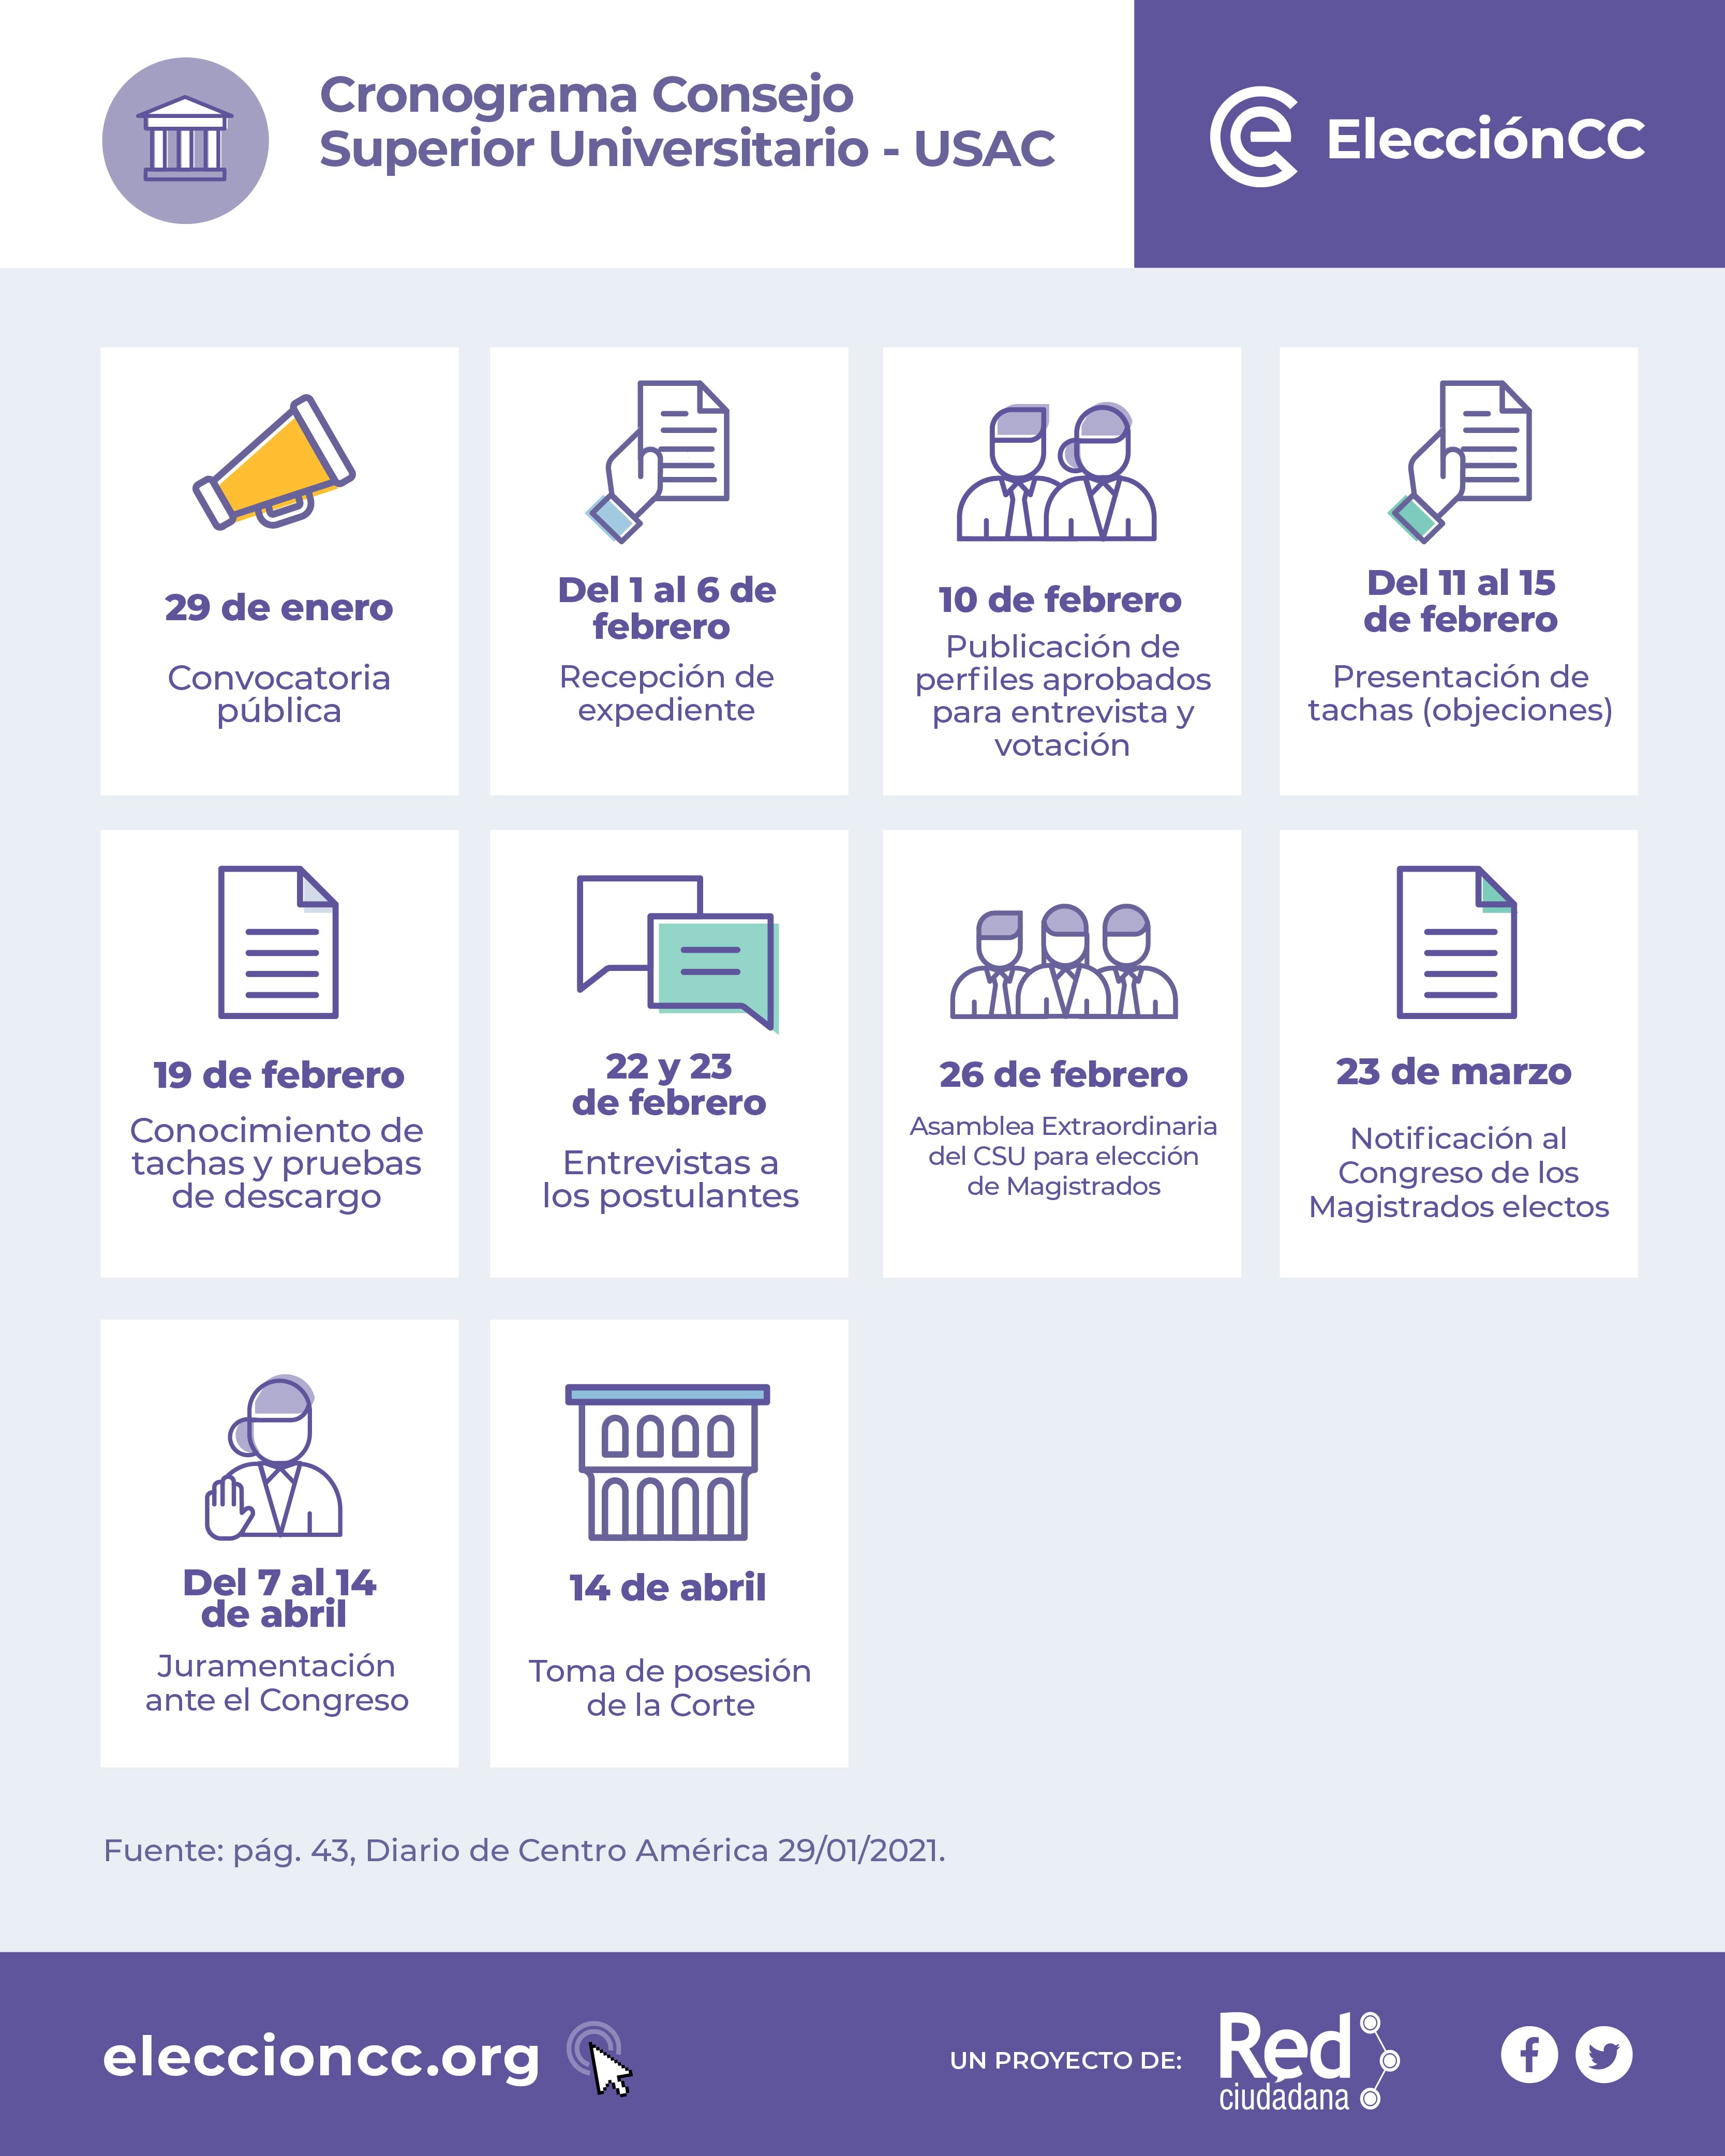 Cronograma Consejo
Superior Universitario - USAC
ElecciónCC
29 de enero
Convocatoria
pública
Del 1 al 6 de
febrero
Recepción de
expediente
10 de febrero
Publicación de
perfiles aprobados
para entrevista y
votación
Del 11 al 15
de febrero
Presentación de
tachas (objeciones)
19 de febrero
Conocimiento de
tachas y pruebas
de descargo
22 y 23
de febrero
Entrevistas a
los postulantes
26 de febrero
Asamblea Extraordinaria
del CSU para elección
de Magistrados
23 de marzo
Notificación al
Congreso de los
Magistrados electos
Del 7 al 14
de abril
Juramentación
ante el Congreso
14 de abril
Toma de posesión
de la Corte
Fuente: pág. 43, Diario de Centro América 29/01/2021.
eleccioncc.org
UN PROYECTO DE:
Red
ciudadana